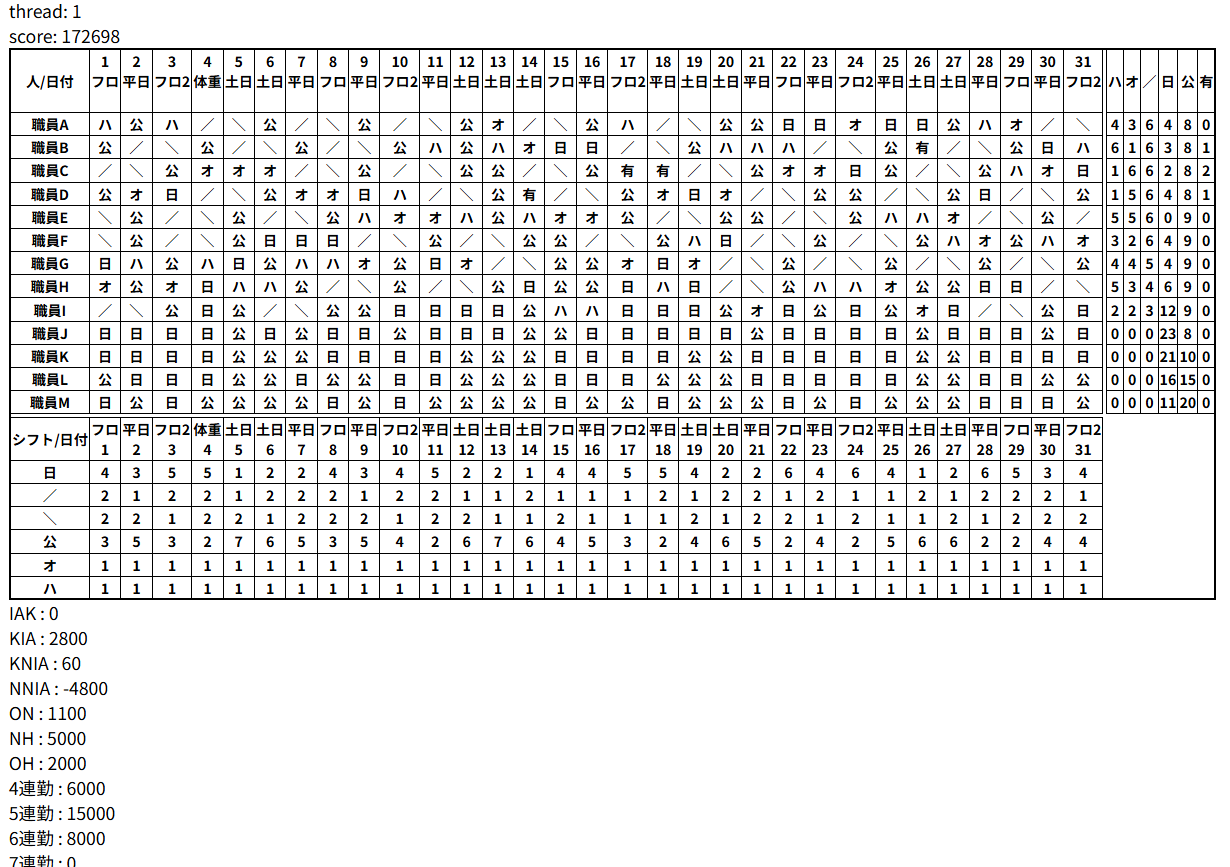 thread: 1
score: 172698
人/日付 1 2 3 4 5 6 7 8 9 10 11 12 13 14 15 16 17 18 19 20 21 22 23 24 25 26 27 28 29 30 31 ハ オ ／ 日 公 有
フロ 平日 フロ2 体重 土日 土日 平日 フロ 平日 フロ2 平日 土日 土日 土日 フロ 平日 フロ2 平日 土日 土日 平日 フロ 平日 フロ2 平日 土日 土日 平日 フロ 平日 フロ2
職員A ハ 公 ハ ／ ＼ 公 ／ ＼ 公 ／ ＼ 公 オ ／ ＼ 公 ハ ／ ＼ 公 公 日 日 オ 日 日 公 ハ オ ／ ＼ 4 3 6 4 8 0
職員B 公 ／ ＼ 公 ／ ＼ 公 ／ ＼ 公 ハ 公 ハ オ 日 日 ／ ＼ 公 ハ ハ ハ ／ ＼ 公 有 ／ ＼ 公 日 ハ 6 1 6 3 8 1
職員C ／ ＼ 公 オ オ オ ／ ＼ 公 ／ ＼ 公 公 ／ ＼ 公 有 有 ／ ＼ 公 オ オ 日 公 ／ ＼ 公 ハ オ 日 1 6 6 2 8 2
職員D 公 オ 日 ／ ＼ 公 オ オ 日 ハ ／ ＼ 公 有 ／ ＼ 公 オ 日 オ ／ ＼ 公 公 ／ ＼ 公 日 ／ ＼ 公 1 5 6 4 8 1
職員E ＼ 公 ／ ＼ 公 ／ ＼ 公 ハ オ オ ハ 公 ハ オ オ 公 ／ ＼ 公 公 ／ ＼ 公 ハ ハ オ ／ ＼ 公 ／ 5 5 6 0 9 0
職員F ＼ 公 ／ ＼ 公 日 日 日 ／ ＼ 公 ／ ＼ 公 公 ／ ＼ 公 ハ 日 ／ ＼ 公 ／ ＼ 公 ハ オ 公 ハ オ 3 2 6 4 9 0
職員G 日 ハ 公 ハ 日 公 ハ ハ オ 公 日 オ ／ ＼ 公 公 オ 日 オ ／ ＼ 公 ／ ＼ 公 ／ ＼ 公 ／ ＼ 公 4 4 5 4 9 0
職員H オ 公 オ 日 ハ ハ 公 ／ ＼ 公 ／ ＼ 公 日 公 公 日 ハ 日 ／ ＼ 公 ハ ハ オ 公 公 日 日 ／ ＼ 5 3 4 6 9 0
職員I ／ ＼ 公 日 公 ／ ＼ 公 公 日 日 日 日 公 ハ ハ 日 日 日 公 オ 日 公 日 公 オ 日 ／ ＼ 公 日 2 2 3 12 9 0
職員J 日 日 日 日 公 日 公 日 日 公 日 日 日 公 公 日 日 日 日 日 公 日 日 日 日 公 日 日 日 公 日 0 0 0 23 8 0
職員K 日 日 日 日 公 公 公 日 日 日 日 公 公 公 日 日 日 日 公 公 日 日 日 日 日 公 公 日 日 日 日 0 0 0 21 10 0
職員L 公 日 日 日 公 公 日 公 公 日 日 公 公 公 日 日 日 公 公 公 日 日 日 日 日 公 公 日 日 公 公 0 0 0 16 15 0
職員M 日 公 日 公 公 公 公 日 公 日 公 公 公 公 日 公 公 日 公 公 公 日 公 日 公 公 公 日 日 日 公 0 0 0 11 20 0
シフト/日付 フロ 平日 フロ2 体重 土日 土日 平日 フロ 平日 フロ2 平日 土日 土日 土日 フロ 平日 フロ2 平日 土日 土日 平日 フロ 平日 フロ2 平日 土日 土日 平日 フロ 平日 フロ2
1 2 3 4 5 6 7 8 9 10 11 12 13 14 15 16 17 18 19 20 21 22 23 24 25 26 27 28 29 30 31
日 4 3 5 5 1 2 2 4 3 4 5 2 2 1 4 4 5 5 4 2 2 6 4 6 4 1 2 6 5 3 4
／ 2 1 2 2 1 2 2 2 1 2 2 1 1 2 1 1 1 2 1 2 2 1 2 1 1 2 1 2 2 2 1
＼ 2 2 1 2 2 1 2 2 2 1 2 2 1 1 2 1 1 1 2 1 2 2 1 2 1 1 2 1 2 2 2
公 3 5 3 2 7 6 5 3 5 4 2 6 7 6 4 5 3 2 4 6 5 2 4 2 5 6 6 2 2 4 4
オ 1 1 1 1 1 1 1 1 1 1 1 1 1 1 1 1 1 1 1 1 1 1 1 1 1 1 1 1 1 1 1
ハ 1 1 1 1 1 1 1 1 1 1 1 1 1 1 1 1 1 1 1 1 1 1 1 1 1 1 1 1 1 1 1
IAK : 0
KIA : 2800
KNIA : 60
NNIA : -4800
ON : 1100
NH : 5000
OH : 2000
4連勤 : 6000
5連勤 : 15000
6連勤 : 8000
7連勤 : 0